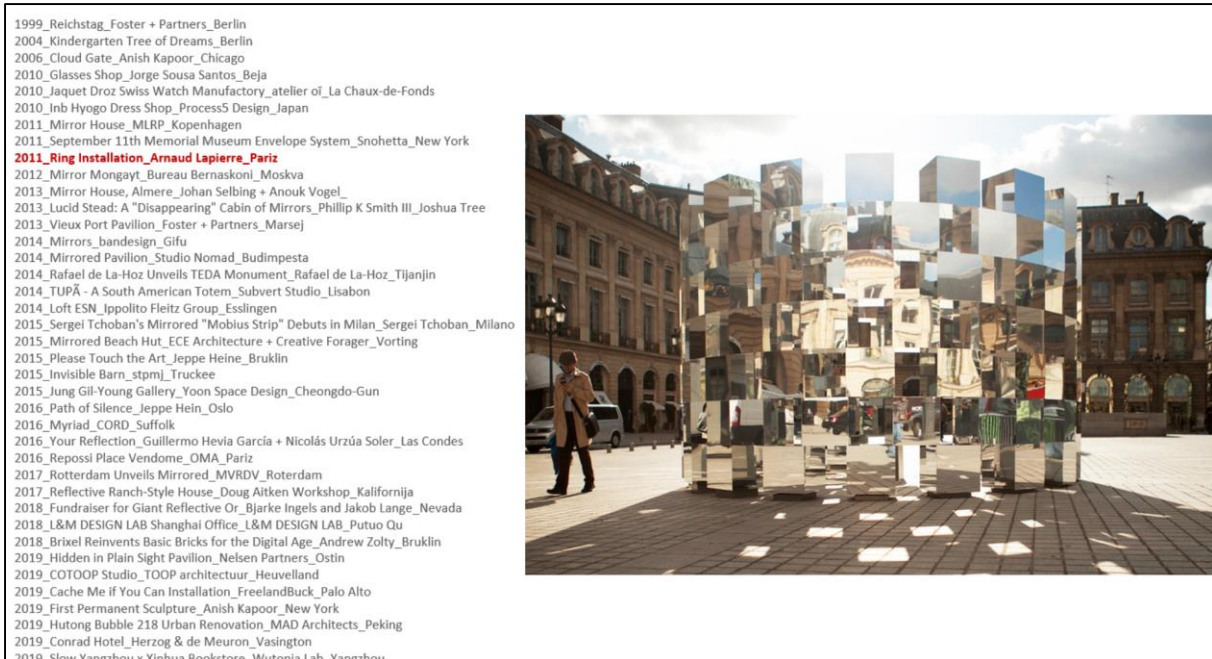 1999_Reichstag_Foster + Partners_Berlin
2004_Kindergarten Tree of Dreams_Berlin
2006_Cloud Gate_Anish Kapoor_Chicago
2010_Glasses Shop_Jorge Sousa Santos_Beja
2010_Jaquet Droz Swiss Watch Manufactory_atelier oï_La Chaux-de-Fonds
2010_Inb Hyogo Dress Shop_Process5 Design_Japan
2011_Mirror House_MLRP_Kopenhagen
2011_September 11th Memorial Museum Envelope System_Snohetta_New York
2011_Ring Installation_Arnaud Lapierre_Pariz
2012_Mirror Mongayt_Bureau Bernaskoni_Moskva
2013_Mirror House, Almere_Johan Selbing + Anouk Vogel_
2013_Lucid Stead: A "Disappearing" Cabin of Mirrors_Phillip K Smith III_Joshua Tree
2013_Vieux Port Pavilion_Foster + Partners_Marsej
2014_Mirrors_bandesign_Gifu
2014_Mirrored Pavilion_Studio Nomad_Budimpesta
2014_Rafael de La-Hoz Unveils TEDA Monument_Rafael de La-Hoz_Tijanjin
2014_TUPÃ - A South American Totem_Subvert Studio_Lisabon
2014_Loft ESN_Ippolito Fleitz Group_Esslingen
2015_Sergei Tchoban's Mirrored "Mobius Strip" Debuts in Milan_Sergei Tchoban_Milano
2015_Mirrored Beach Hut_ECE Architecture + Creative Forager_Vorting
2015_Please Touch the Art_Jeppe Heine_Bruklin
2015_Invisible Barn_stpmj_Truckee
2015_Jung Gil-Young Gallery_Yoon Space Design_Cheongdo-Gun
2016_Path of Silence_Jeppe Hein_Oslo
2016_Myriad_CORD_Suffolk
2016_Your Reflection_Guillermo Hevia García + Nicolás Urzúa Soler_Las Condes
2016_Repossi Place Vendome_OMA_Pariz
2017_Rotterdam Unveils Mirrored_MVRDV_Roterdam
2017_Reflective Ranch-Style House_Doug Aitken Workshop_Kalifornija
2018_Fundraiser for Giant Reflective Or_Bjarke Ingels and Jakob Lange_Nevada
2018_L&M DESIGN LAB Shanghai Office_L&M DESIGN LAB_Putuo Qu
2018_Brixel Reinvents Basic Bricks for the Digital Age_Andrew Zolty_Bruklin
2019_Hidden in Plain Sight Pavilion_Nelsen Partners_Ostin
2019_COTOOP Studio_TOOP architectuur_Heuvelland
2019_Cache Me if You Can Installation_FreelandBuck_Palo Alto
2019_First Permanent Sculpture_Anish Kapoor_New York
2019_Hutong Bubble 218 Urban Renovation_MAD Architects_Peking
2019_Conrad Hotel_Herzog & de Meuron_Vasington
2019_Slow Yangzhou x Xinhua Bookstore_Wutopia Lab_Yangzhou